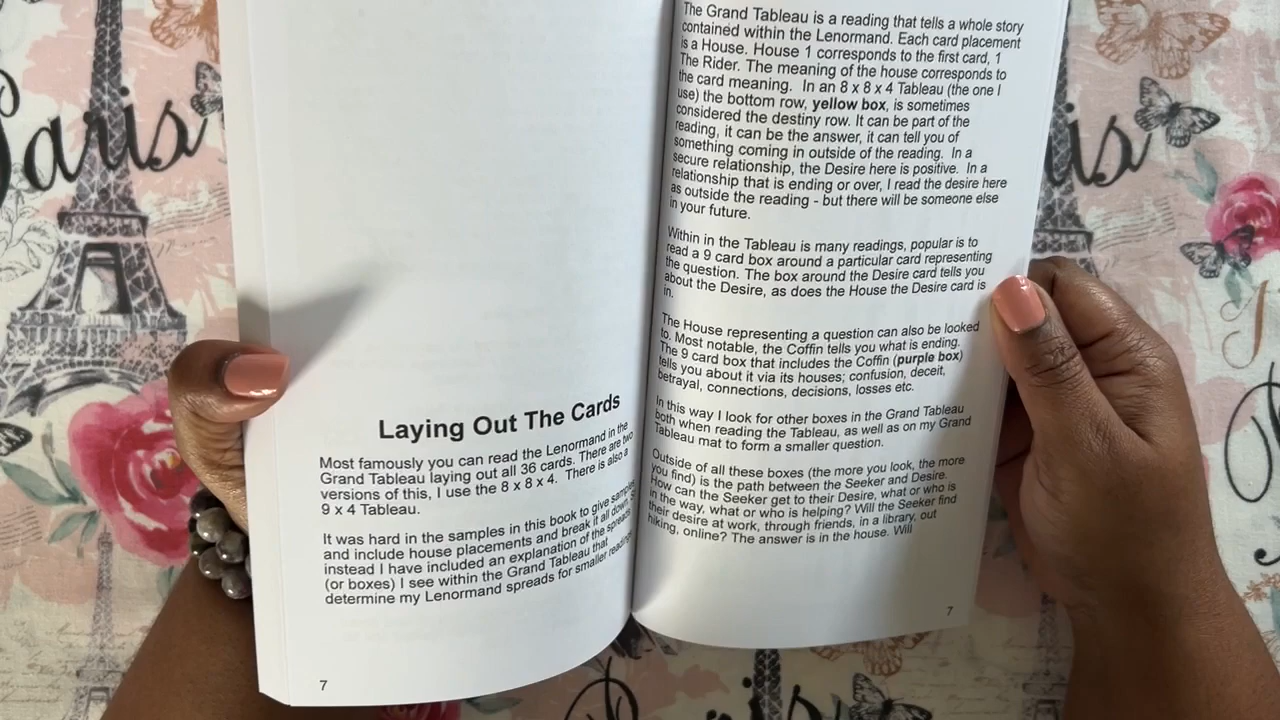 Laying Out The Cards
Most famously you can read the Lenormand in the
Grand Tableau laying out all 36 cards. There are two
versions of this, I use the 8 x 8 x 4. There is also a
9 x 4 Tableau.
It was hard in the samples in this book to give samples
and include house placements and break it all down. So
instead I have included an explanation of the spreads
(or boxes) I see within the Grand Tableau that
determine my Lenormand spreads for smaller readings
7
The Grand Tableau is a reading that tells a whole story
contained within the Lenormand. Each card placement
is a House. House 1 corresponds to the first card, 1
The Rider. The meaning of the house corresponds to
the card meaning. In an 8 x 8 x 4 Tableau (the one I
use) the bottom row, yellow box, is sometimes
considered the destiny row. It can be part of the
reading, it can be the answer, it can tell you of
something coming in outside of the reading. In a
secure relationship, the Desire here is positive. In a
relationship that is ending or over, I read the desire here
as outside the reading - but there will be someone else
in your future.
Within in the Tableau is many readings, popular is to
read a 9 card box around a particular card representing
the question. The box around the Desire card tells you
about the Desire, as does the House the Desire card is
in.
The House representing a question can also be looked
to. Most notable, the Coffin tells you what is ending.
The 9 card box that includes the Coffin (purple box)
tells you about it via its houses; confusion, deceit,
betrayal, connections, decisions, losses etc.
In this way I look for other boxes in the Grand Tableau
both when reading the Tableau, as well as on my Grand
Tableau mat to form a smaller question.
Outside of all these boxes (the more you look, the more
you find) is the path between the Seeker and Desire.
How can the Seeker get to their Desire, what or who is
in the way, what or who is helping? Will the Seeker find
their desire at work, through friends, in a library, out
hiking, online? The answer is in the house. Will
7
Paris
is